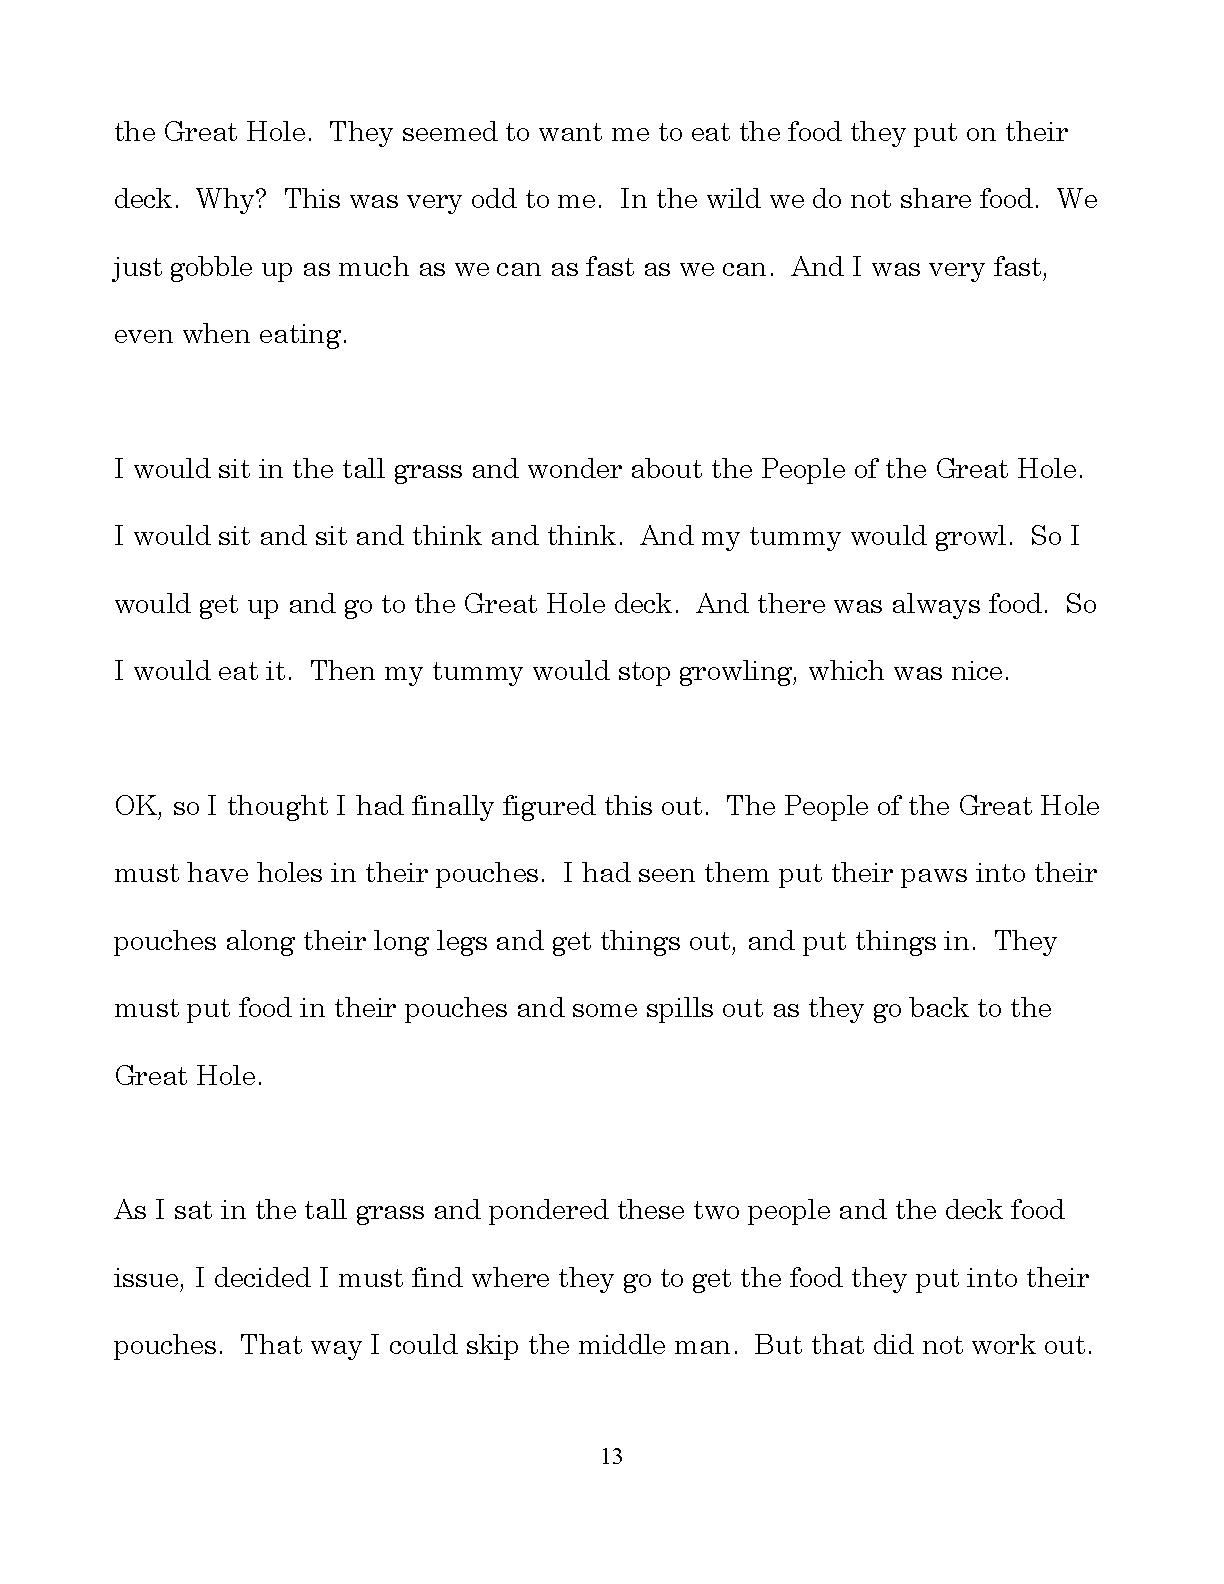 the Great Hole.  They seemed to want me to eat the food they put on their
deck.  Why?  This was very odd to me.  In the wild we do not share food.  We
just gobble up as much as we can as fast as we can.  And I was very fast,
even when eating.
I would sit in the tall grass and wonder about the People of the Great Hole.
I would sit and sit and think and think.  And my tummy would growl.  So I
would get up and go to the Great Hole deck.  And there was always food.  So
I would eat it.  Then my tummy would stop growling, which was nice.
OK, so I thought I had finally figured this out.  The People of the Great Hole
must have holes in their pouches.  I had seen them put their paws into their
pouches along their long legs and get things out, and put things in.  They
must put food in their pouches and some spills out as they go back to the
Great Hole.
As I sat in the tall grass and pondered these two people and the deck food
issue, I decided I must find where they go to get the food they put into their
pouches.  That way I could skip the middle man.  But that did not work out.
13